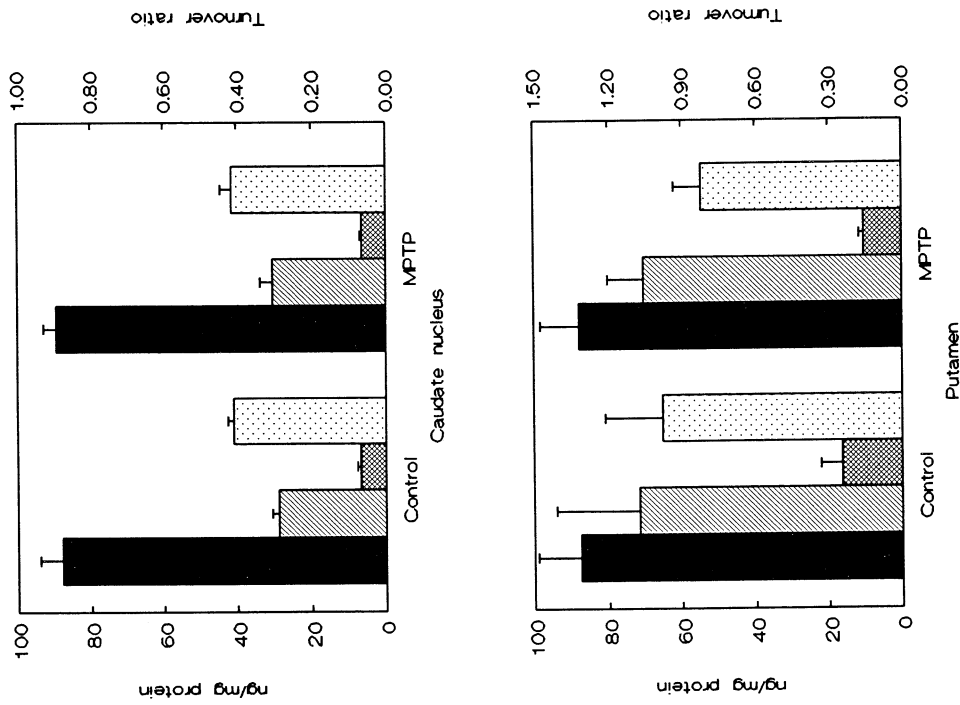 Turnover ratio
1.00
0.80
0.60
0.40
0.20
0.00
100
80
60
40
20
0
ng/mg protein
Control
MPTP
Caudate nucleus
Turnover ratio
1.50
1.20
0.90
0.60
0.30
0.00
100
80
60
40
20
0
ng/mg protein
Control
MPTP
Putamen